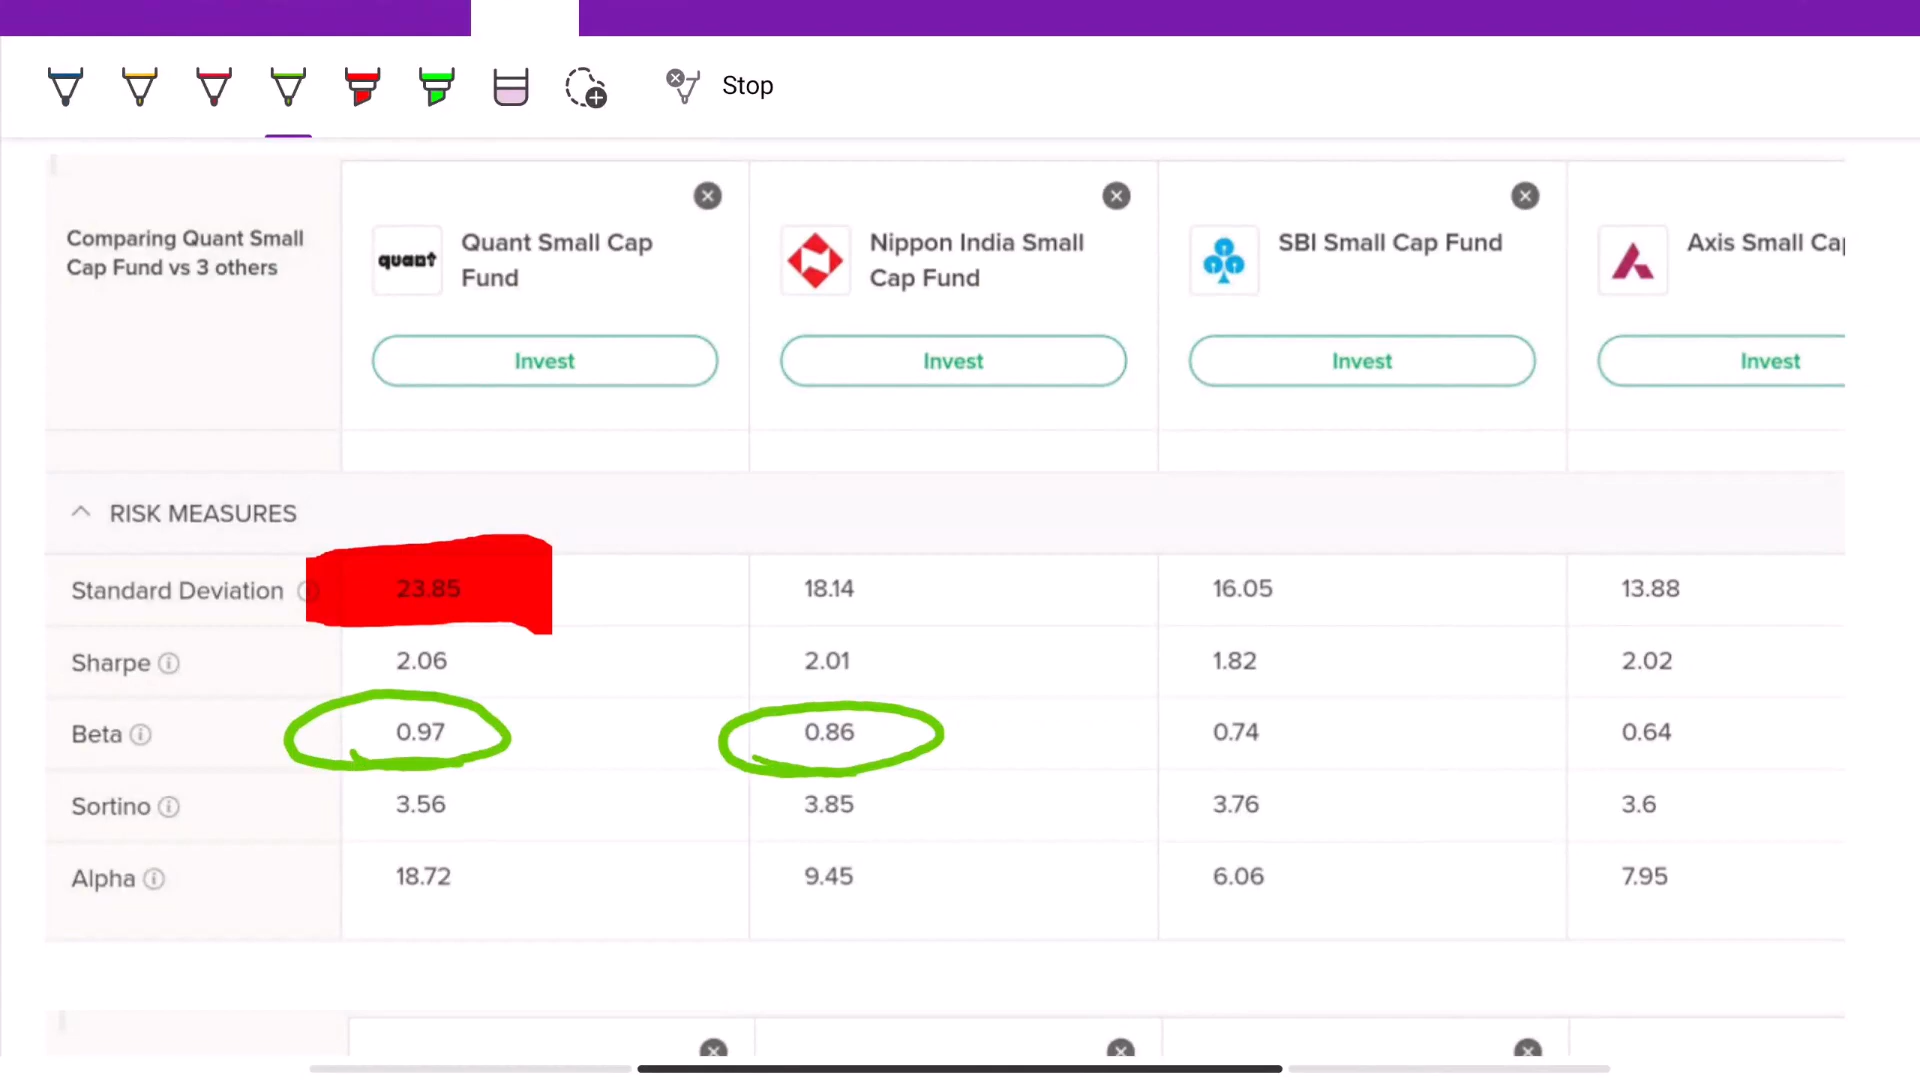 Stop
Comparing Quant Small
Cap Fund vs 3 others
quant
Quant Small Cap
Fund
Invest
Nippon India Small
Cap Fund
Invest
SBI Small Cap Fund
Invest
Axis Small Cap
Invest
RISK MEASURES
Standard Deviation 23.85 18.14 16.05 13.88
Sharpe 2.06 2.01 1.82 2.02
Beta 0.97 0.86 0.74 0.64
Sortino 3.56 3.85 3.76 3.6
Alpha 18.72 9.45 6.06 7.95